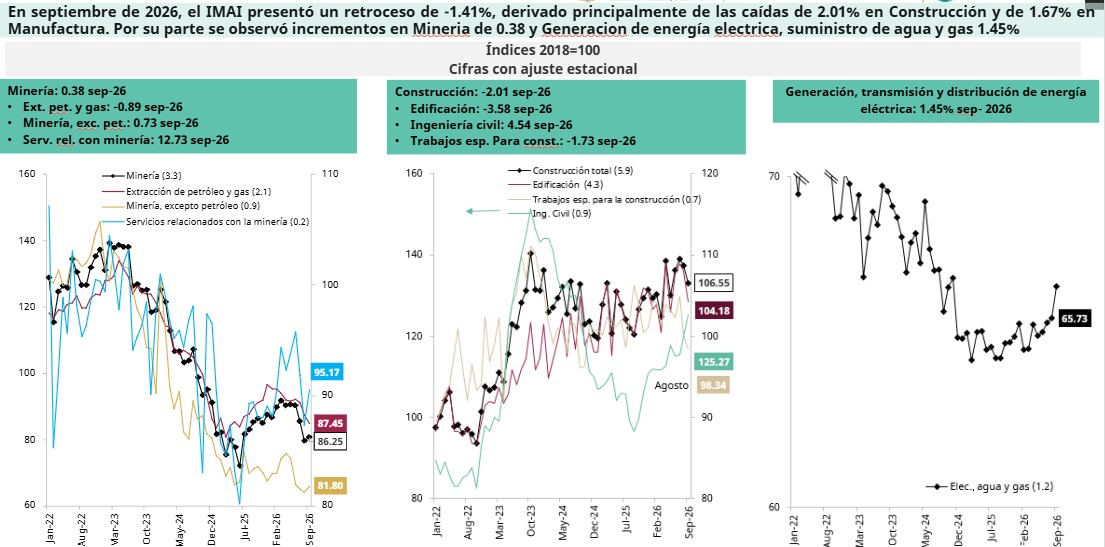 En septiembre de 2026, el IMAI presentó un retroceso de -1.41%, derivado principalmente de las caídas de 2.01% en Construcción y de 1.67% en
Manufactura. Por su parte se observó incrementos en Mineria de 0.38 y Generacion de energía electrica, suministro de agua y gas 1.45%
Índices 2018=100
Cifras con ajuste estacional
Minería: 0.38 sep-26
• Ext. pet. y gas: -0.89 sep-26
• Minería, exc. pet.: 0.73 sep-26
• Serv. rel. con minería: 12.73 sep-26
Construcción: -2.01 sep-26
• Edificación: -3.58 sep-26
• Ingeniería civil: 4.54 sep-26
• Trabajos esp. Para const.: -1.73 sep-26
Generación, transmisión y distribución de energía
eléctrica: 1.45% sep- 2026
160
140
120
100
80
60
110
100
90
80
Minería (3.3)
Extracción de petróleo y gas (2.1)
Minería, excepto petróleo (0.9)
Servicios relacionados con la minería (0.2)
95.17
87.45
86.25
81.80
Jan-22
Aug-22
Mar-23
Oct-23
May-24
Dec-24
Jul-25
Feb-26
Sep-26
160
140
120
100
80
120
110
100
90
80
Construcción total (5.9)
Edificación (4.3)
Trabajos esp. para la construcción (0.7)
Ing. Civil (0.9)
106.55
104.18
125.27
Agosto
98.34
Jan-22
Aug-22
Mar-23
Oct-23
May-24
Dec-24
Jul-25
Feb-26
Sep-26
70
60
65.73
Elec., agua y gas (1.2)
Jan-22
Aug-22
Mar-23
Oct-23
May-24
Dec-24
Jul-25
Feb-26
Sep-26